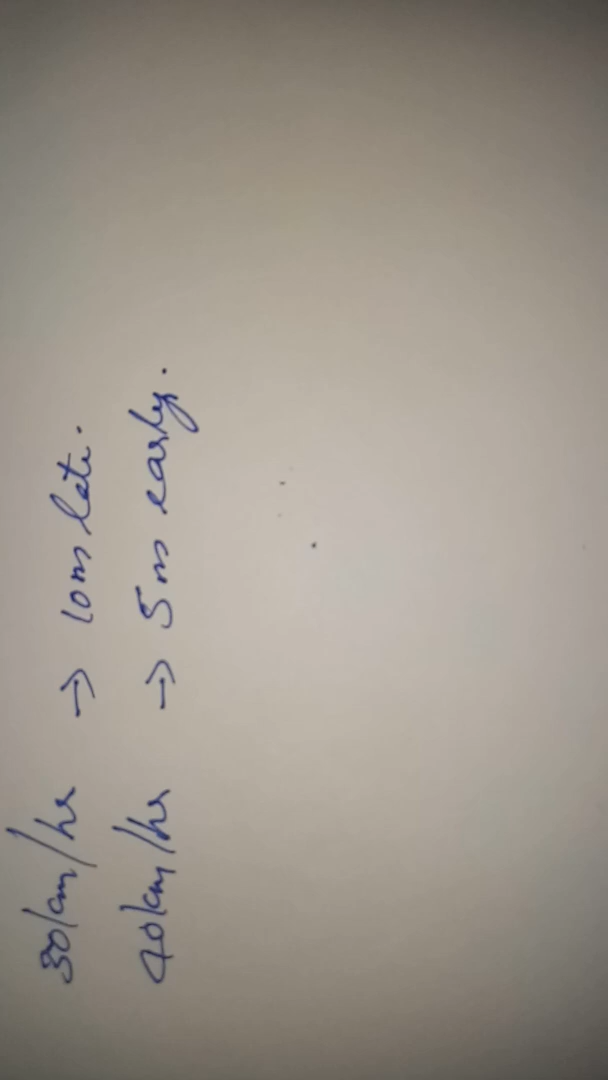 30km/hr → 10m late.
40km/hr → 5m early.